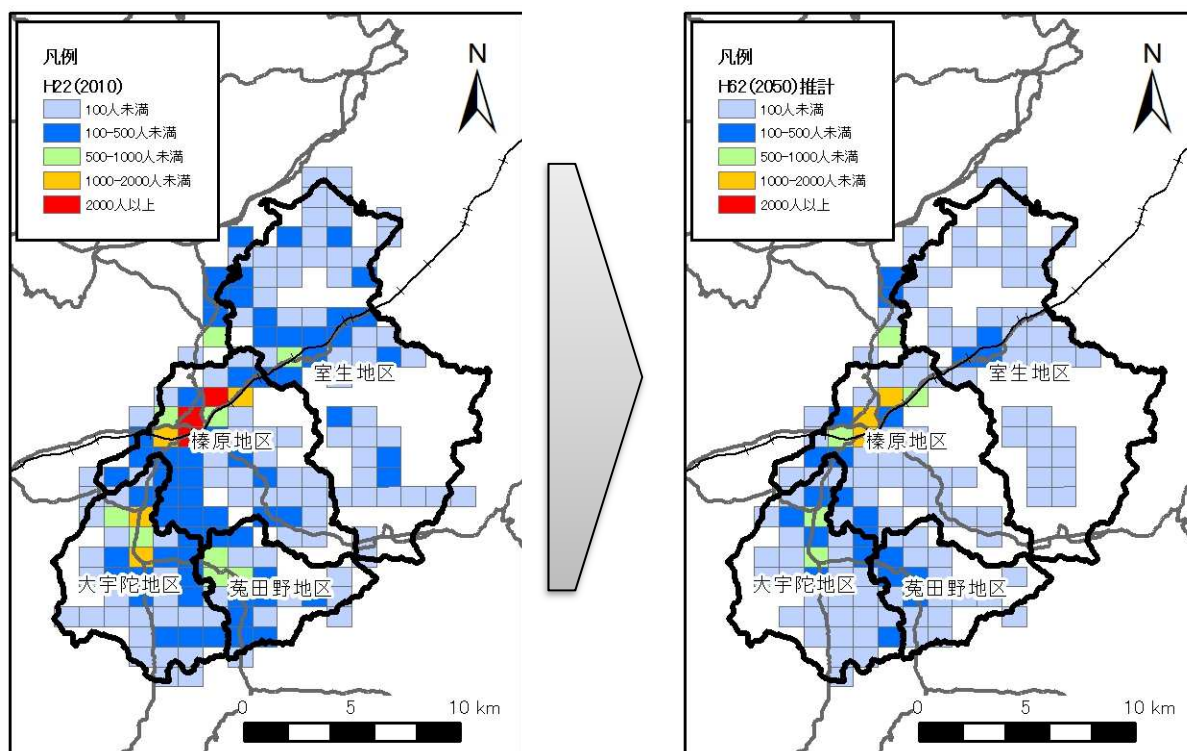 凡例
H22(2010)
100人未満
100-500人未満
500-1000人未満
1000-2000人未満
2000人以上
N
室生地区
榛原地区
大宇陀地区
菟田野地区
0 5 10 km
凡例
H62(2050)推計
100人未満
100-500人未満
500-1000人未満
1000-2000人未満
2000人以上
N
室生地区
榛原地区
大宇陀地区
菟田野地区
0 5 10 km